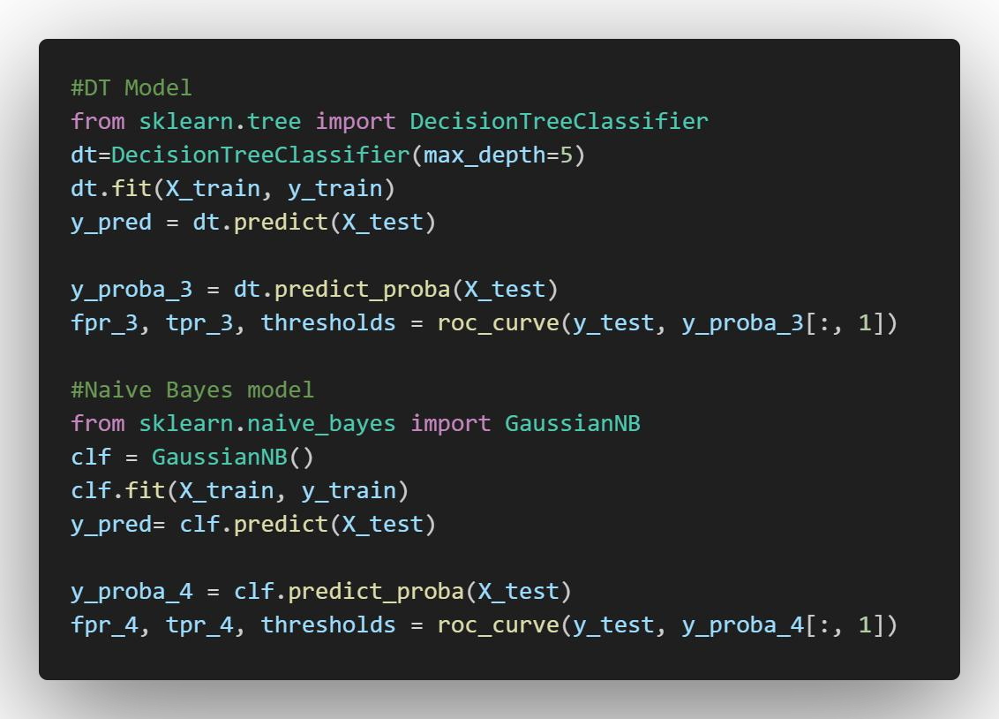 #DT Model
from sklearn.tree import DecisionTreeClassifier
dt=DecisionTreeClassifier(max_depth=5)
dt.fit(X_train, y_train)
y_pred = dt.predict(X_test)
y_proba_3 = dt.predict_proba(X_test)
fpr_3, tpr_3, thresholds = roc_curve(y_test, y_proba_3[:, 1])
#Naive Bayes model
from sklearn.naive_bayes import GaussianNB
clf = GaussianNB()
clf.fit(X_train, y_train)
y_pred= clf.predict(X_test)
y_proba_4 = clf.predict_proba(X_test)
fpr_4, tpr_4, thresholds = roc_curve(y_test, y_proba_4[:, 1])